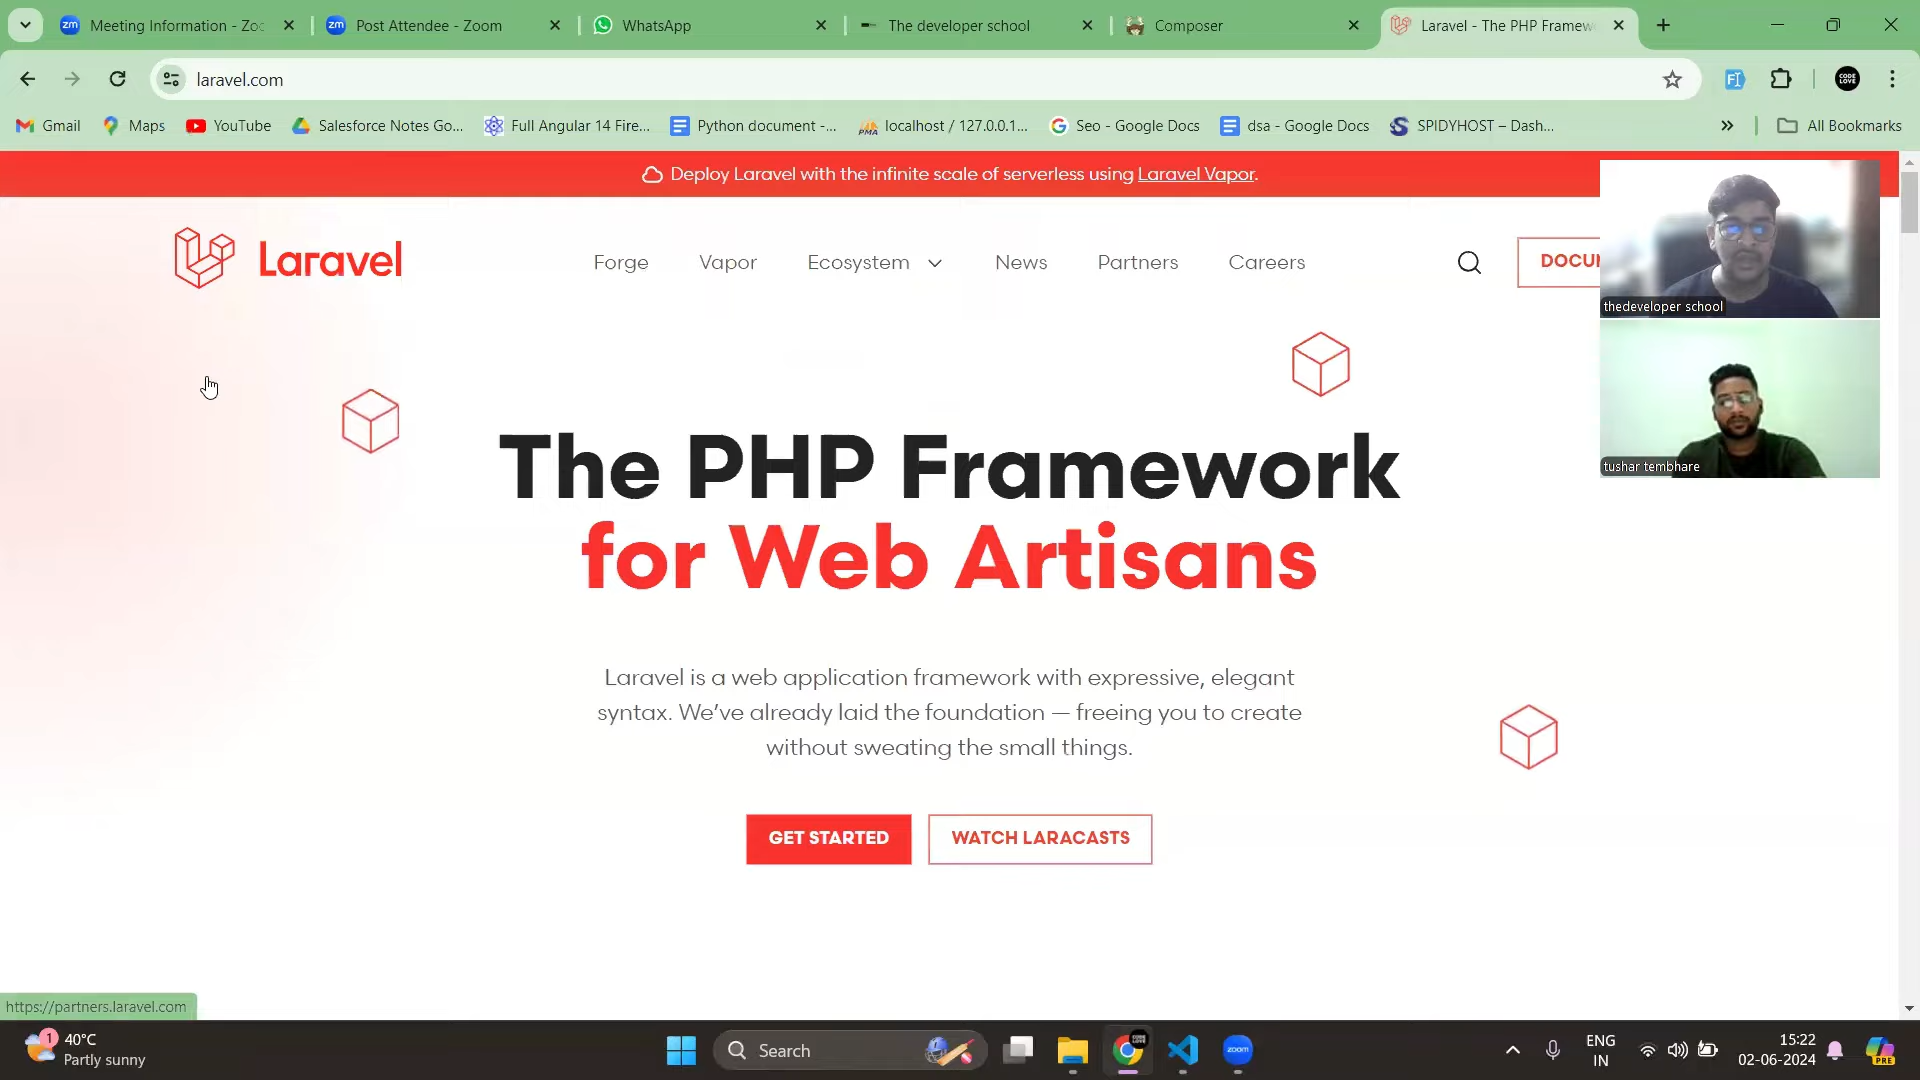 Meeting Information - Zo
Post Attendee - Zoom
WhatsApp
The developer school
Composer
Laravel - The PHP Framew
laravel.com
Gmail
Maps
YouTube
Salesforce Notes Go...
Full Angular 14 Fire...
Python document -...
localhost / 127.0.0.1...
Seo - Google Docs
dsa - Google Docs
SPIDYHOST – Dash...
All Bookmarks
Deploy Laravel with the infinite scale of serverless using Laravel Vapor.
Laravel
Forge
Vapor
Ecosystem
News
Partners
Careers
DOCU
thedeveloper school
tushar tembhare
The PHP Framework
for Web Artisans
Laravel is a web application framework with expressive, elegant
syntax. We’ve already laid the foundation — freeing you to create
without sweating the small things.
GET STARTED
WATCH LARACASTS
https://partners.laravel.com
1
40°C
Partly sunny
Search
zoom
ENG
IN
15:22
02-06-2024
PRE